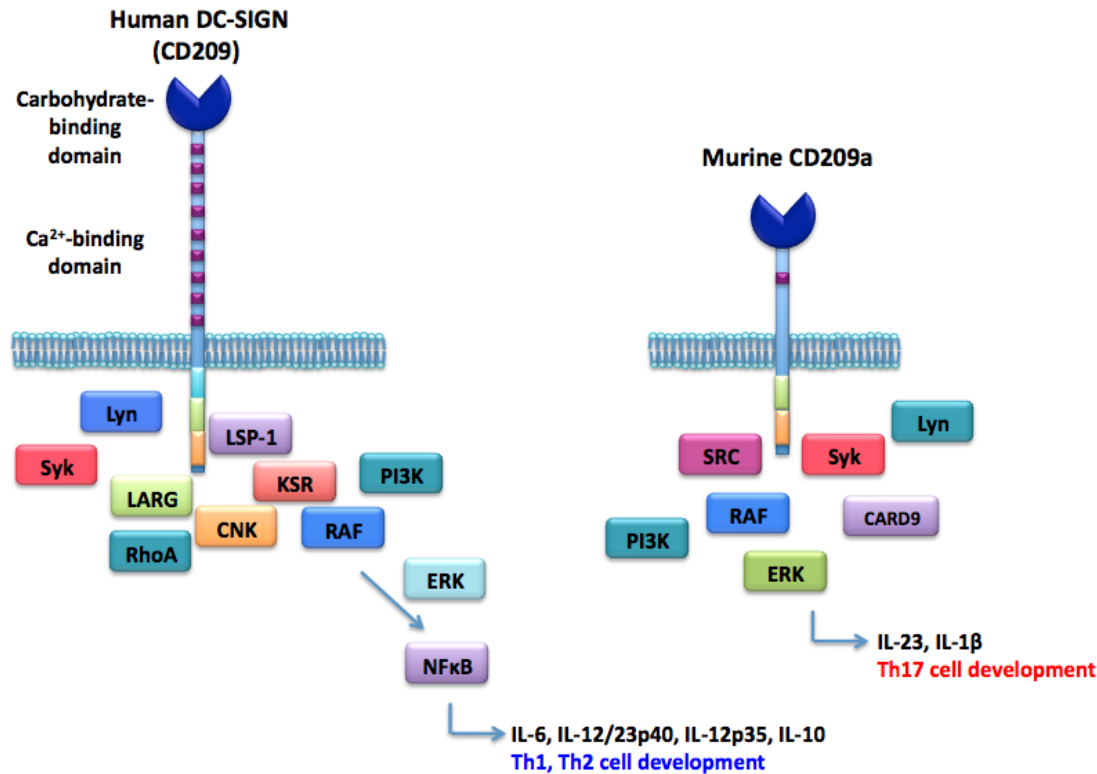 Human DC-SIGN
(CD209)
Carbohydrate-
binding
domain
Ca²⁺-binding
domain
Lyn
LSP-1
Syk
KSR
PI3K
LARG
CNK
RAF
RhoA
ERK
NFκB
IL-6, IL-12/23p40, IL-12p35, IL-10
Th1, Th2 cell development
Murine CD209a
Lyn
SRC
Syk
RAF
CARD9
PI3K
ERK
IL-23, IL-1β
Th17 cell development